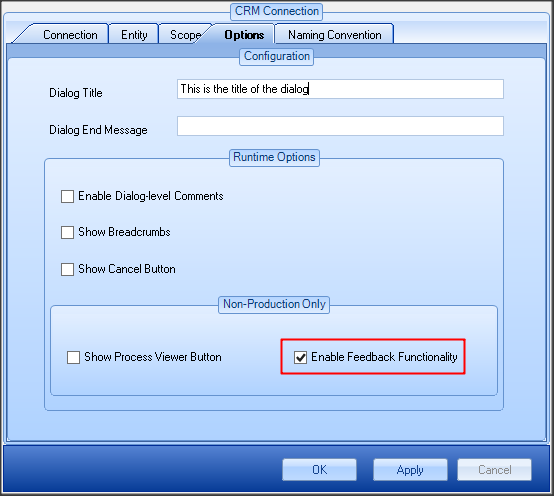 CRM Connection
Connection Entity Scope Options Naming Convention
Configuration
Dialog Title This is the title of the dialog
Dialog End Message
Runtime Options
Enable Dialog-level Comments
Show Breadcrumbs
Show Cancel Button
Non-Production Only
Show Process Viewer Button Enable Feedback Functionality
OK Apply Cancel